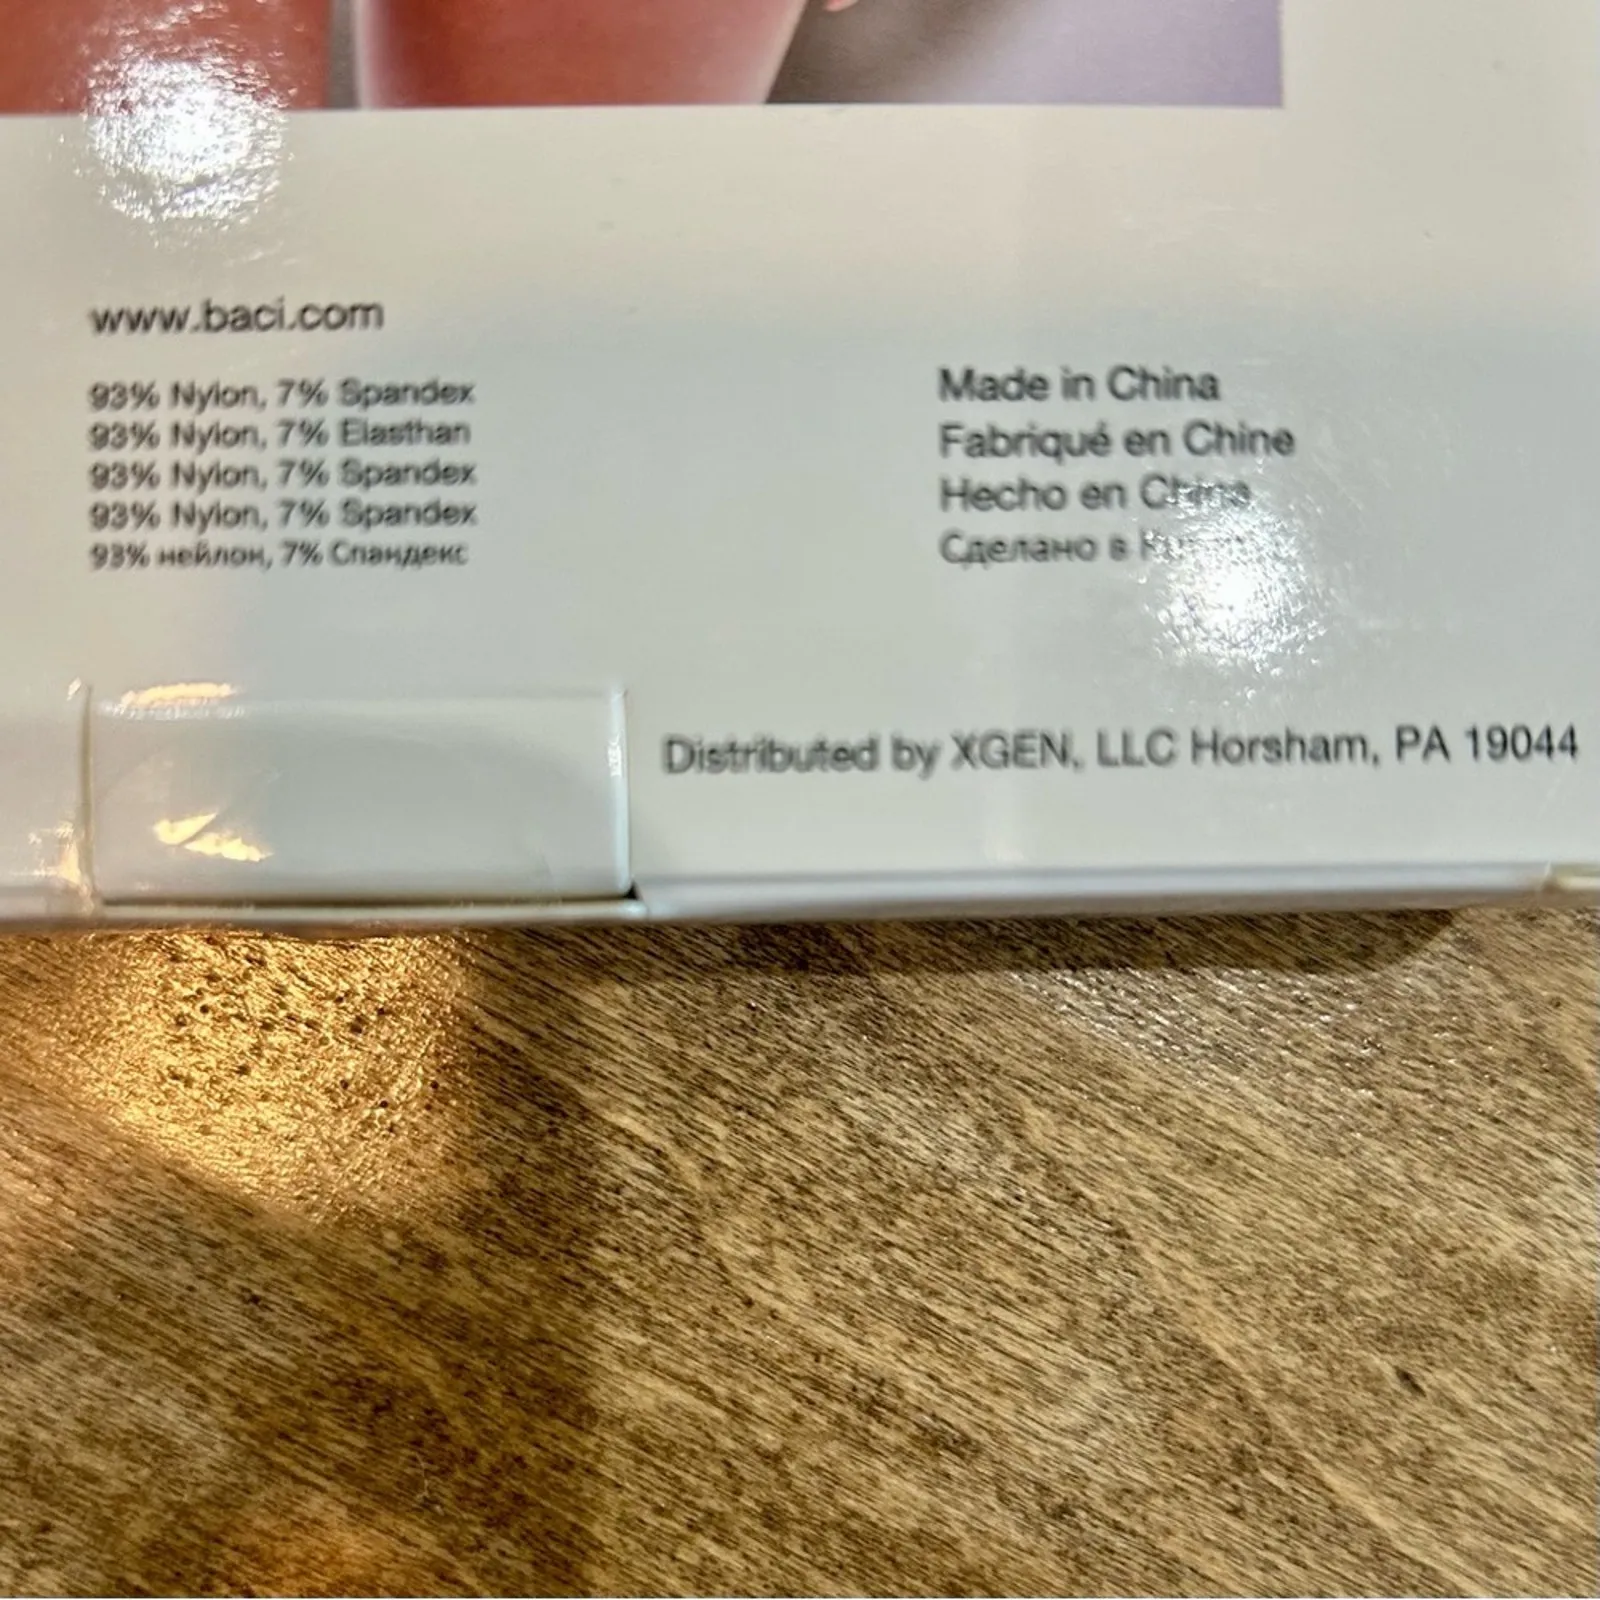 www.baci.com
93% Nylon, 7% Spandex
93% Nylon, 7% Elasthan
93% Nylon, 7% Spandex
93% Nylon, 7% Spandex
93% нейлон, 7% Спандекс
Made in China
Fabriqué en Chine
Hecho en China
Сделано в
Distributed by XGEN, LLC Horsham, PA 19044